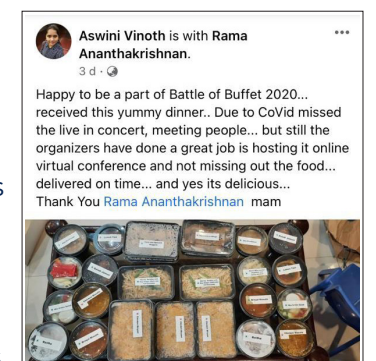 Aswini Vinoth is with Rama
Ananthakrishnan.
3 d ·
Happy to be a part of Battle of Buffet 2020...
received this yummy dinner.. Due to CoVid missed
the live in concert, meeting people... but still the
organizers have done a great job is hosting it online
virtual conference and not missing out the food...
delivered on time... and yes its delicious...
Thank You Rama Ananthakrishnan mam
s